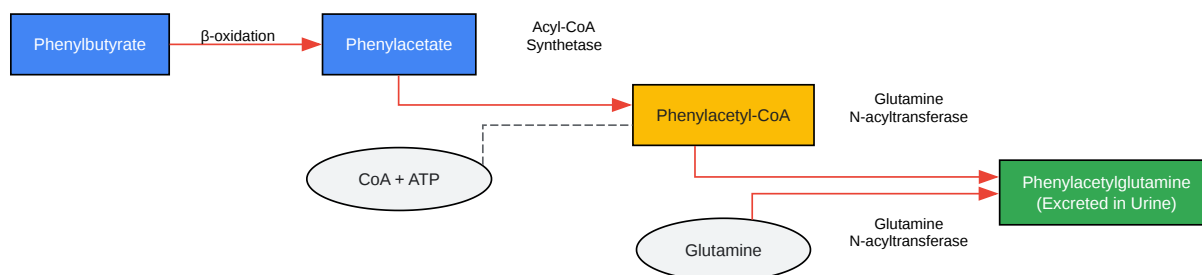 Phenylbutyrate
β-oxidation
Phenylacetate
Acyl-CoA
Synthetase
Phenylacetyl-CoA
Glutamine
N-acyltransferase
CoA + ATP
Phenylacetylglutamine
(Excreted in Urine)
Glutamine
N-acyltransferase
Glutamine